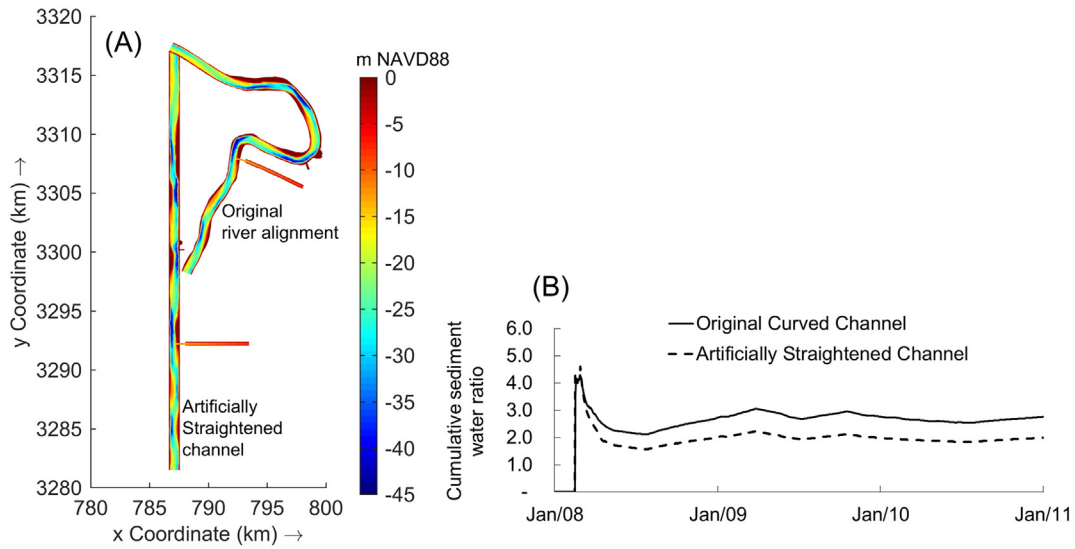 (A)
m NAVD88
y Coordinate (km) →
3320
3315
3310
3305
3300
3295
3290
3285
3280
780
785
790
795
800
x Coordinate (km) →
Original
river alignment
Artificially
Straightened
channel
0
-5
-10
-15
-20
-25
-30
-35
-40
-45
(B)
Cumulative sediment
water ratio
6.0
5.0
4.0
3.0
2.0
1.0
-
Original Curved Channel
Artificially Straightened Channel
Jan/08
Jan/09
Jan/10
Jan/11